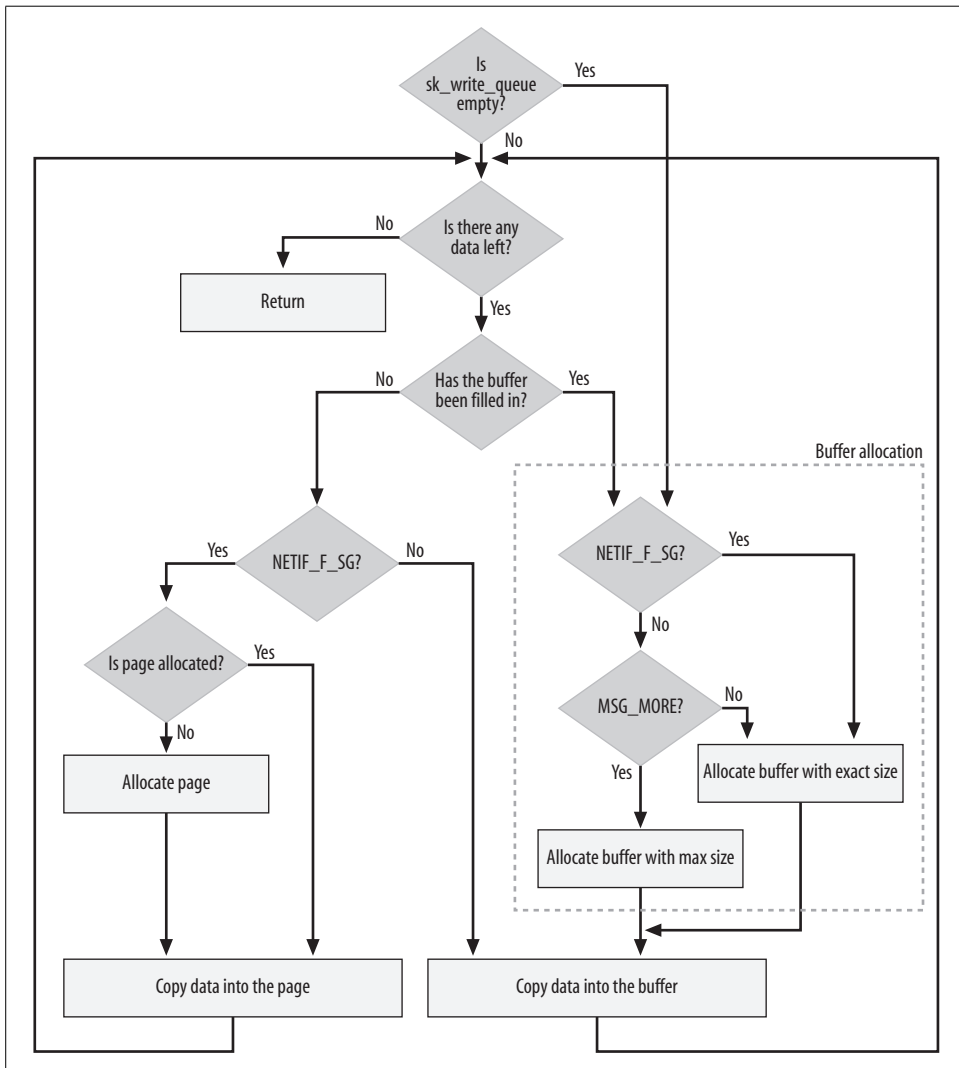 Is
sk_write_queue
empty?
Yes
No
Is there any
data left?
No
Return
Yes
Has the buffer
been filled in?
No
Yes
Buffer allocation
NETIF_F_SG?
Yes
No
NETIF_F_SG?
Yes
No
Is page allocated?
Yes
No
MSG_MORE?
No
Yes
Allocate page
Allocate buffer with exact size
Allocate buffer with max size
Copy data into the page
Copy data into the buffer